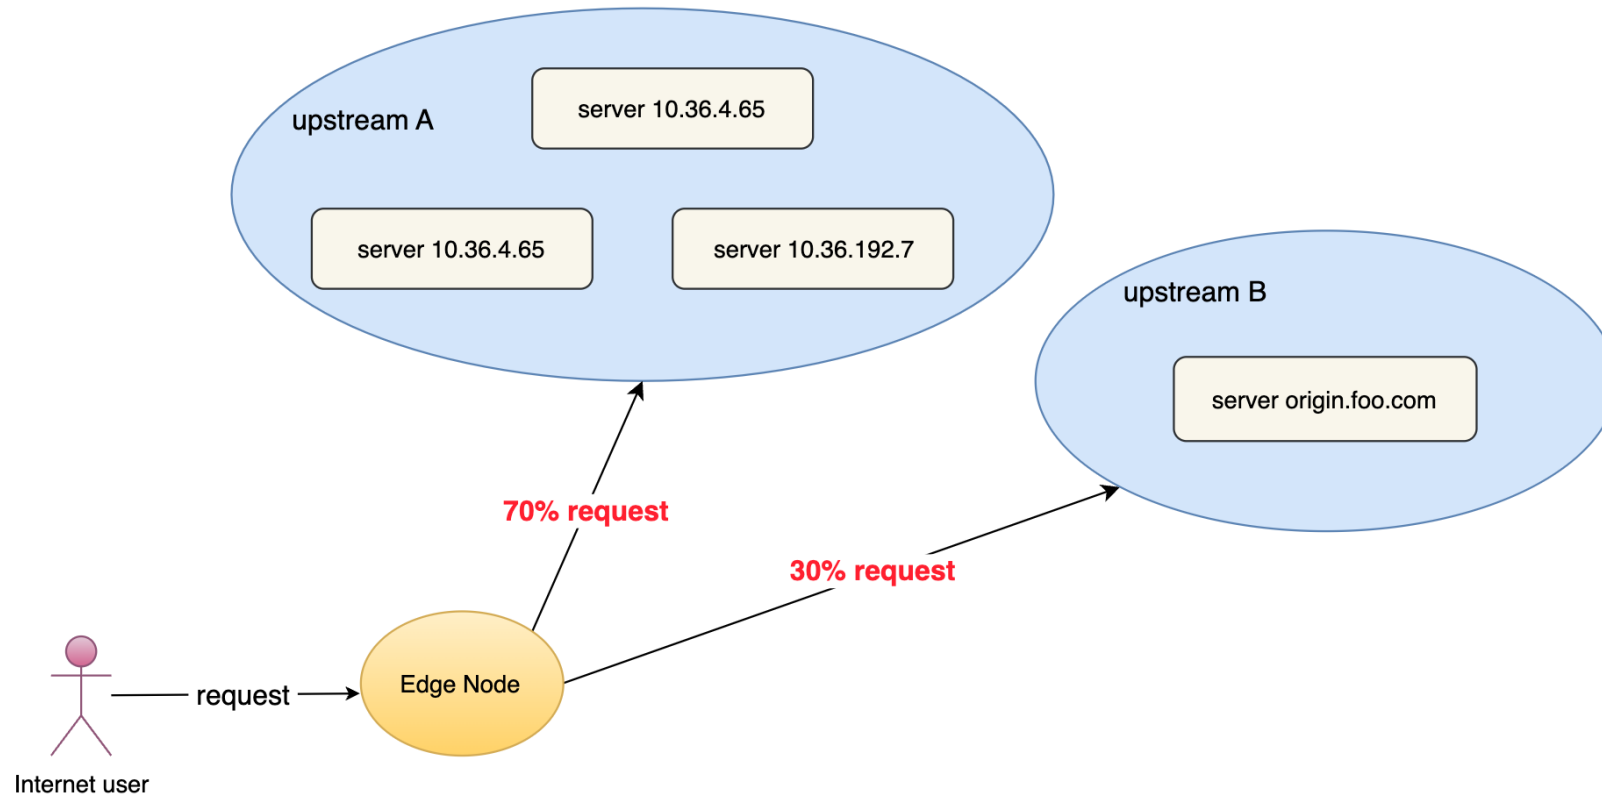 upstream A
server 10.36.4.65
server 10.36.4.65
server 10.36.192.7
upstream B
server origin.foo.com
70% request
30% request
request
Edge Node
Internet user